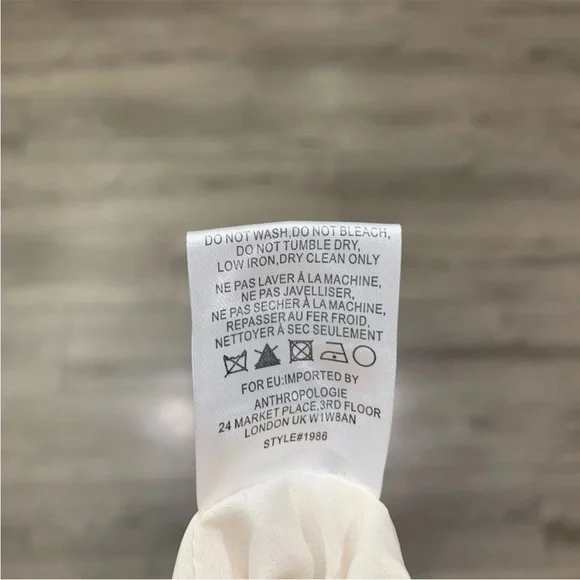 DO NOT WASH,DO NOT BLEACH,
DO NOT TUMBLE DRY,
LOW IRON,DRY CLEAN ONLY
NE PAS LAVER À LA MACHINE,
NE PAS JAVELLISER,
NE PAS SECHER À LA MACHINE,
REPASSER AU FER FROID,
NETTOYER À SEC SEULEMENT
FOR EU:IMPORTED BY
ANTHROPOLOGIE
24 MARKET PLACE,3RD FLOOR
LONDON UK W1W8AN
STYLE#1986